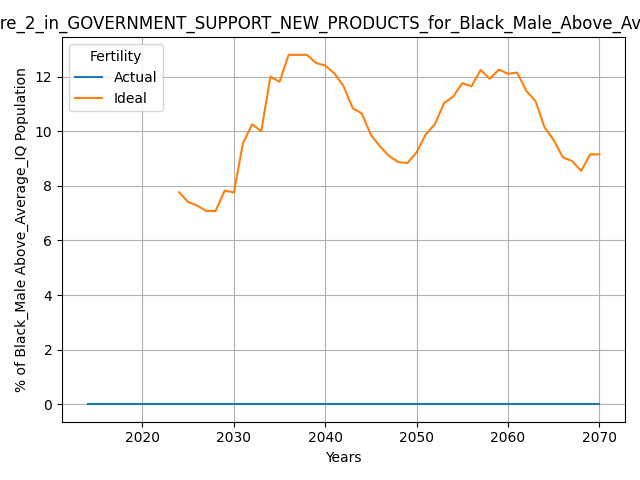 re_2_in_GOVERNMENT_SUPPORT_NEW_PRODUCTS_for_Black_Male_Above_Av
Fertility
Actual
Ideal
% of Black_Male Above_Average_IQ Population
12
10
8
6
4
2
0
2020 2030 2040 2050 2060 2070
Years